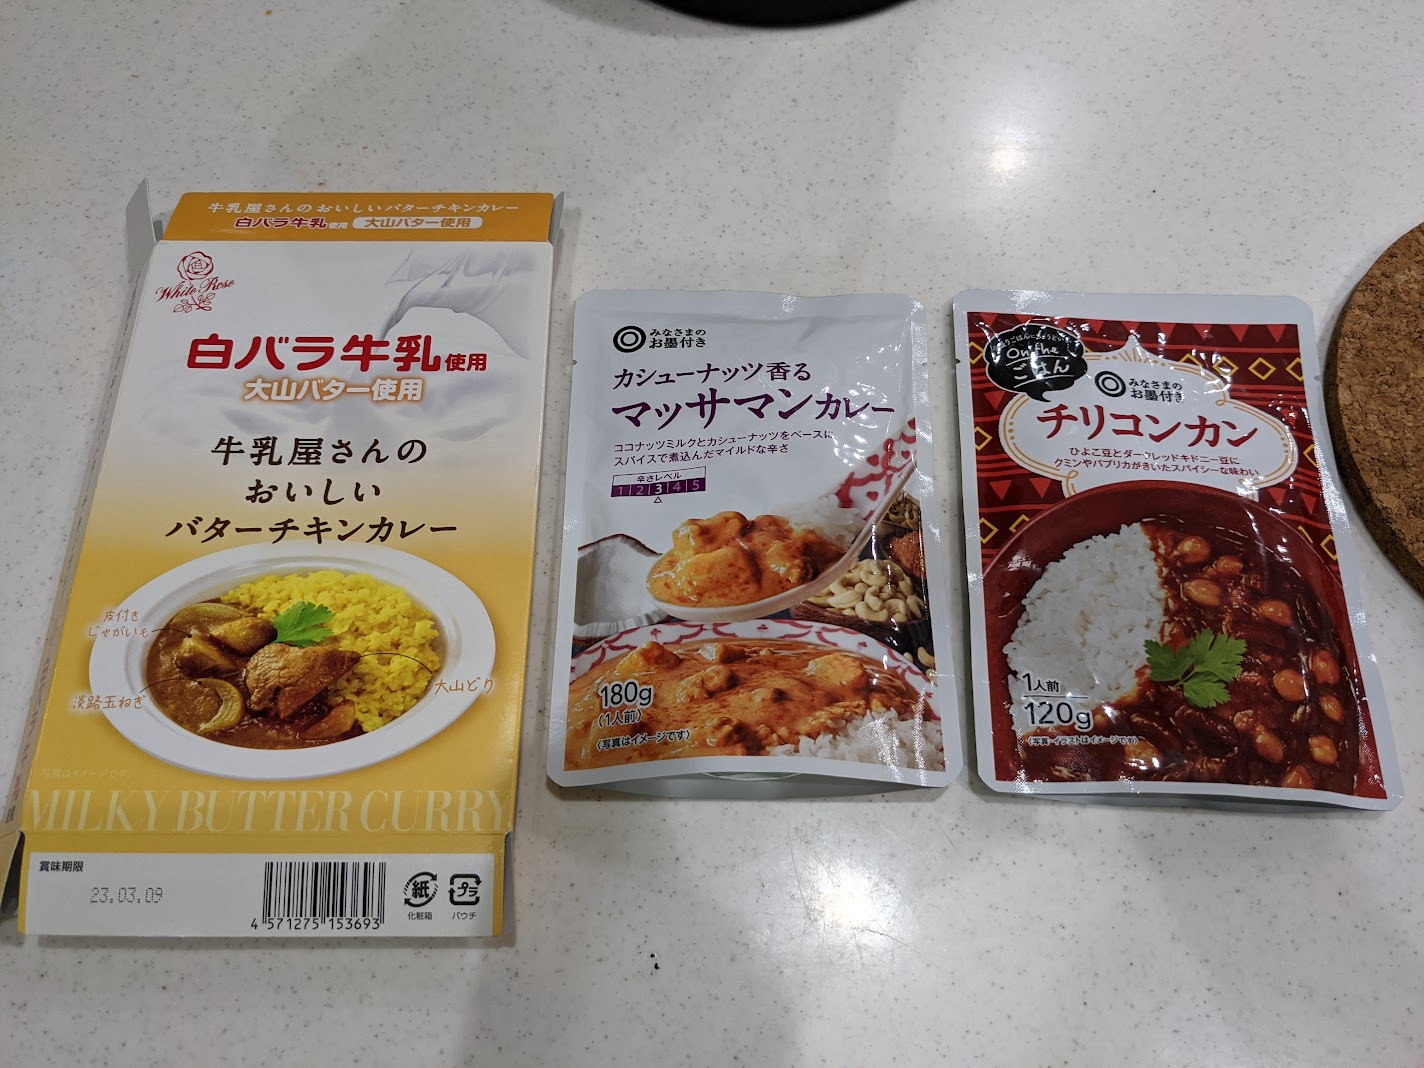 牛乳屋さんのおいしいバターチキンカレー
白バラ牛乳使用 大山バター使用
White Rose
白バラ牛乳使用
大山バター使用
牛乳屋さんの
おいしい
バターチキンカレー
皮付き
じゃがいも
淡路玉ねぎ
大山どり
写真はイメージです。
MILKY BUTTER CURRY
賞味期限
23.03.09
4 571275 153693
紙
化粧箱
プラ
パウチ
みなさまの
お墨付き
カシューナッツ香る
マッサマンカレー
ココナッツミルクとカシューナッツをベースに
スパイスで煮込んだマイルドな辛さ
辛さレベル
1 2 3 4 5
180g
(1人前)
〈写真はイメージです〉
On the
ごはん
みなさまの
お墨付き
チリコンカン
ひよこ豆とダークレッドキドニー豆に
クミンやパプリカがきいたスパイシーな味わい
1人前
120g
〈写真・イラストはイメージです〉